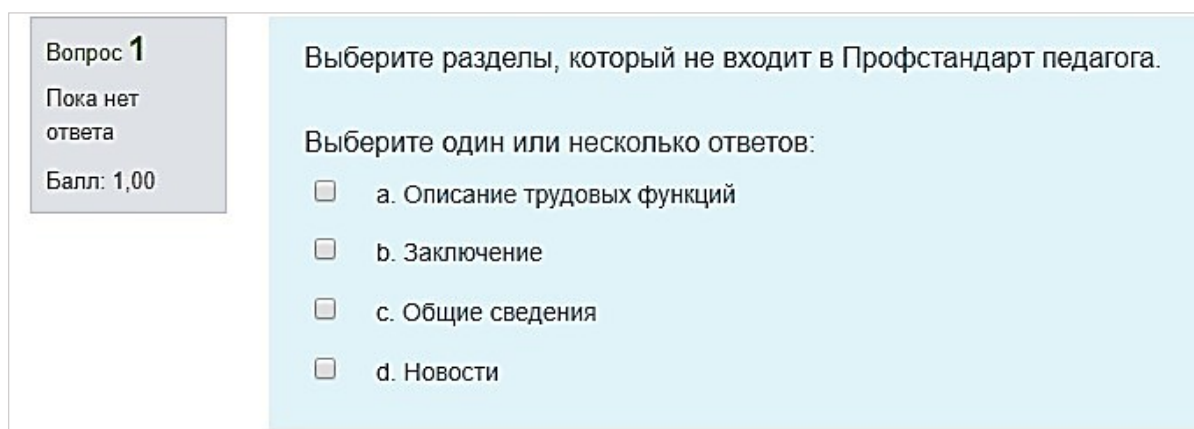 Вопрос 1
Пока нет
ответа
Балл: 1,00
Выберите разделы, который не входит в Профстандарт педагога.
Выберите один или несколько ответов:
a. Описание трудовых функций
b. Заключение
c. Общие сведения
d. Новости